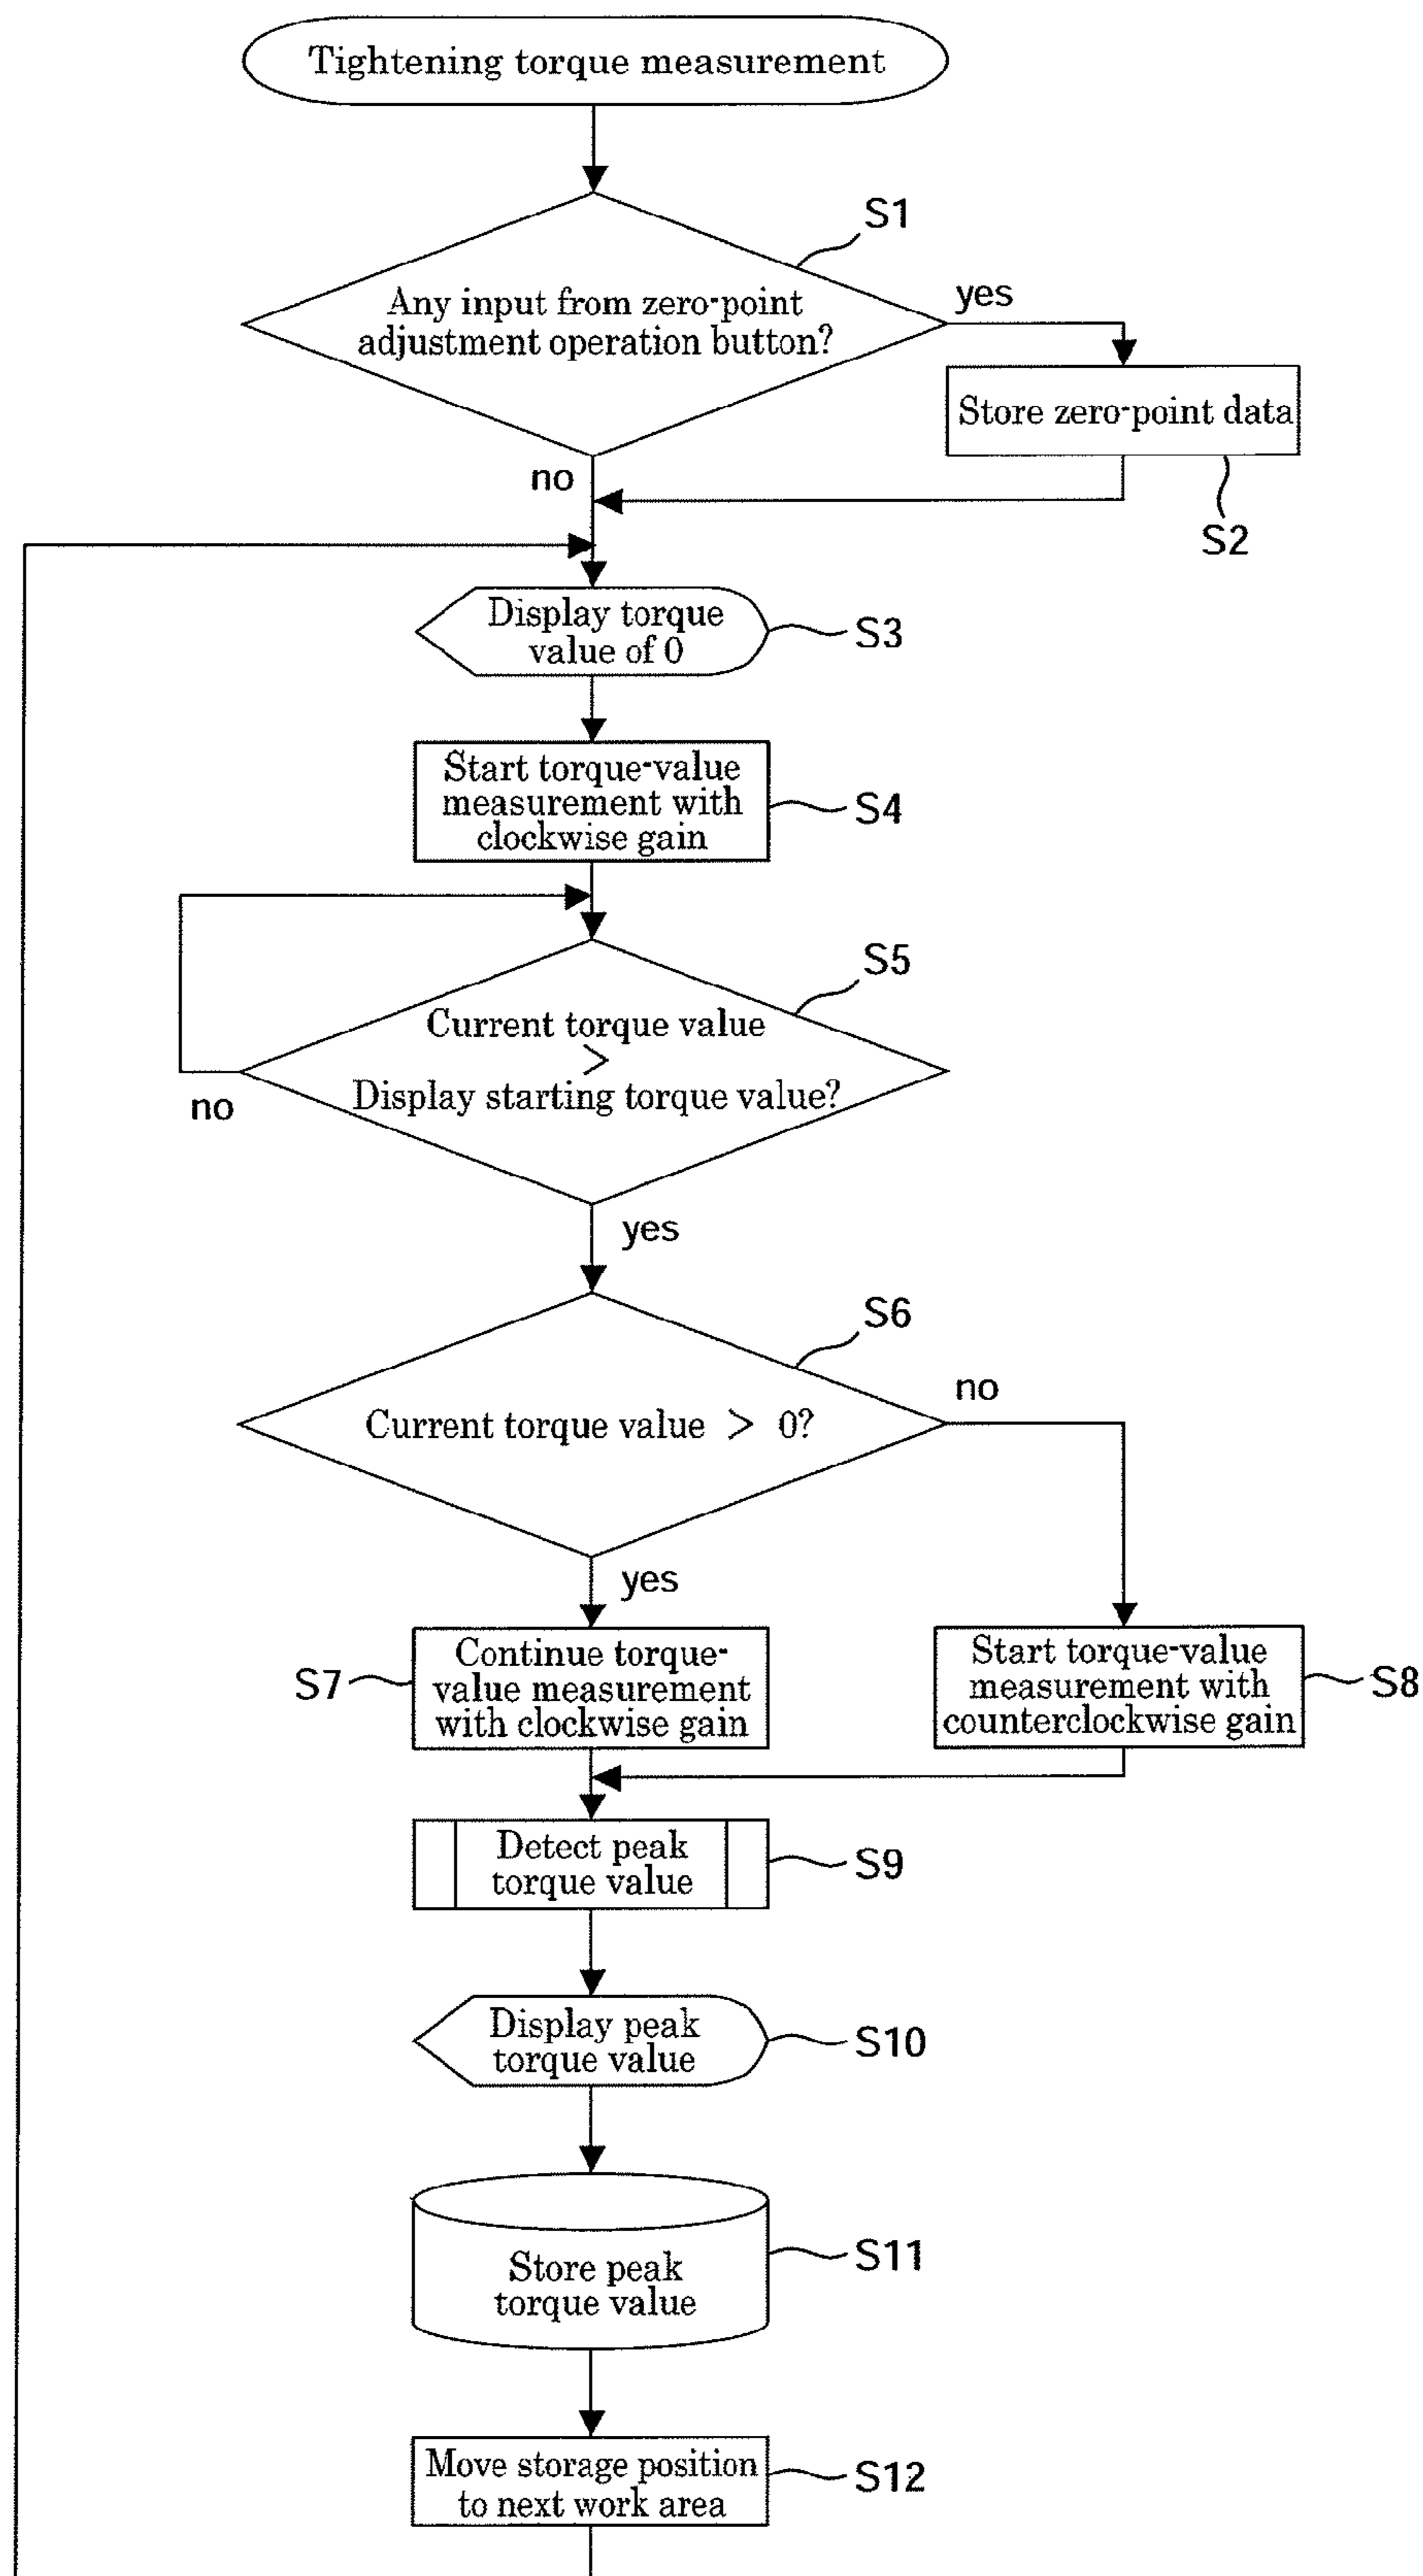 Tightening torque measurement
S1
Any input from zero-point
adjustment operation button?
yes
Store zero-point data
no
S2
Display torque
value of 0
S3
Start torque-value
measurement with
clockwise gain
S4
S5
Current torque value
>
Display starting torque value?
no
yes
S6
no
Current torque value > 0?
yes
S7
Continue torque-
value measurement
with clockwise gain
Start torque-value
measurement with
counterclockwise gain
S8
Detect peak
torque value
S9
Display peak
torque value
S10
Store peak
torque value
S11
Move storage position
to next work area
S12